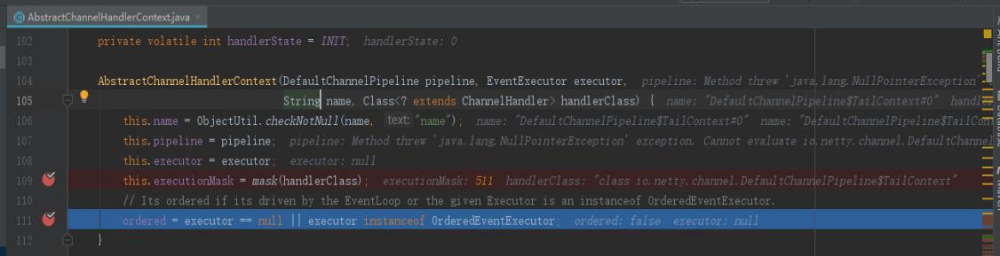 AbstractChannelHandlerContext.java ×
102 private volatile int handlerState = INIT; handlerState: 0
103
104 AbstractChannelHandlerContext(DefaultChannelPipeline pipeline, EventExecutor executor, pipeline: Method threw 'java.lang.NullPointerException'
105 String name, Class<? extends ChannelHandler> handlerClass) { name: "DefaultChannelPipeline$TailContext#0"
106 this.name = ObjectUtil.checkNotNull(name, text: "name"); name: "DefaultChannelPipeline$TailContext#0" name: "DefaultChannelPipeline$TailCont
107 this.pipeline = pipeline; pipeline: Method threw 'java.lang.NullPointerException' exception. Cannot evaluate io.netty.channel.DefaultChannel
108 this.executor = executor; executor: null
109 this.executionMask = mask(handlerClass); executionMask: 511 handlerClass: "class io.netty.channel.DefaultChannelPipeline$TailContext"
110 // Its ordered if its driven by the EventLoop or the given Executor is an instanceof OrderedEventExecutor.
111 ordered = executor == null || executor instanceof OrderedEventExecutor; ordered: false executor: null
112 }